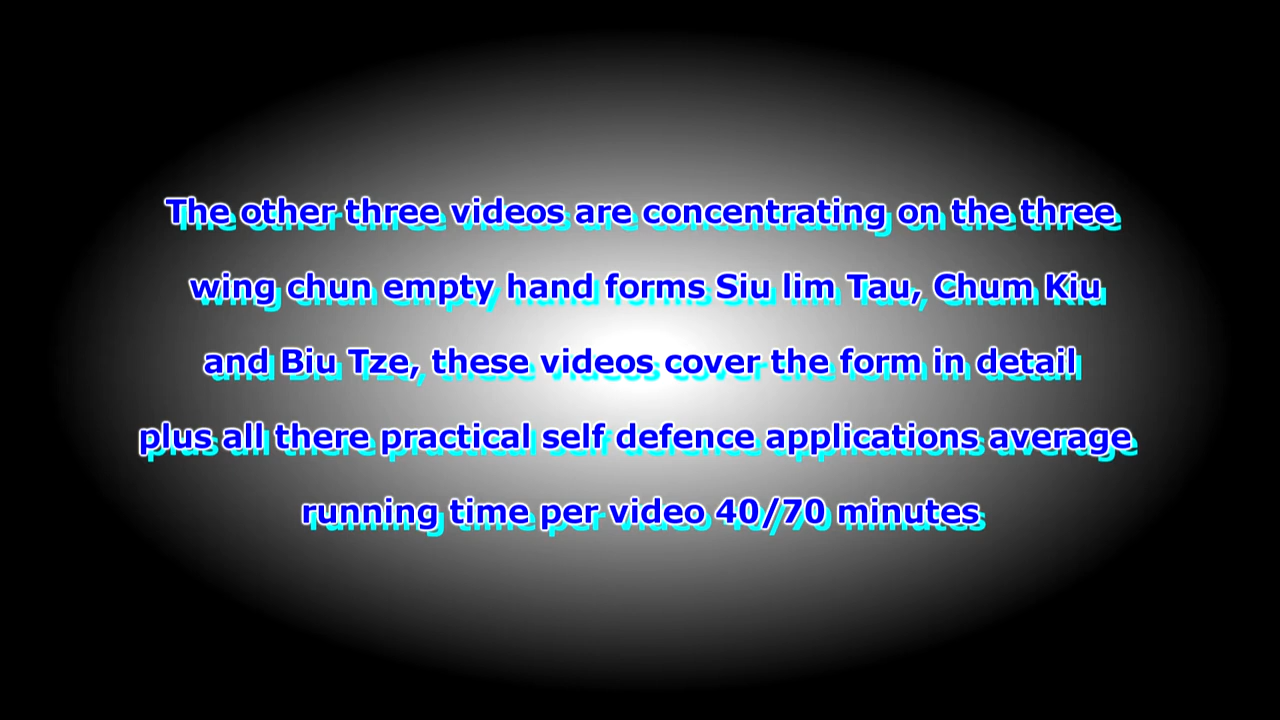 The other three videos are concentrating on the three
wing chun empty hand forms Siu lim Tau, Chum Kiu
and Biu Tze, these videos cover the form in detail
plus all there practical self defence applications average
running time per video 40/70 minutes